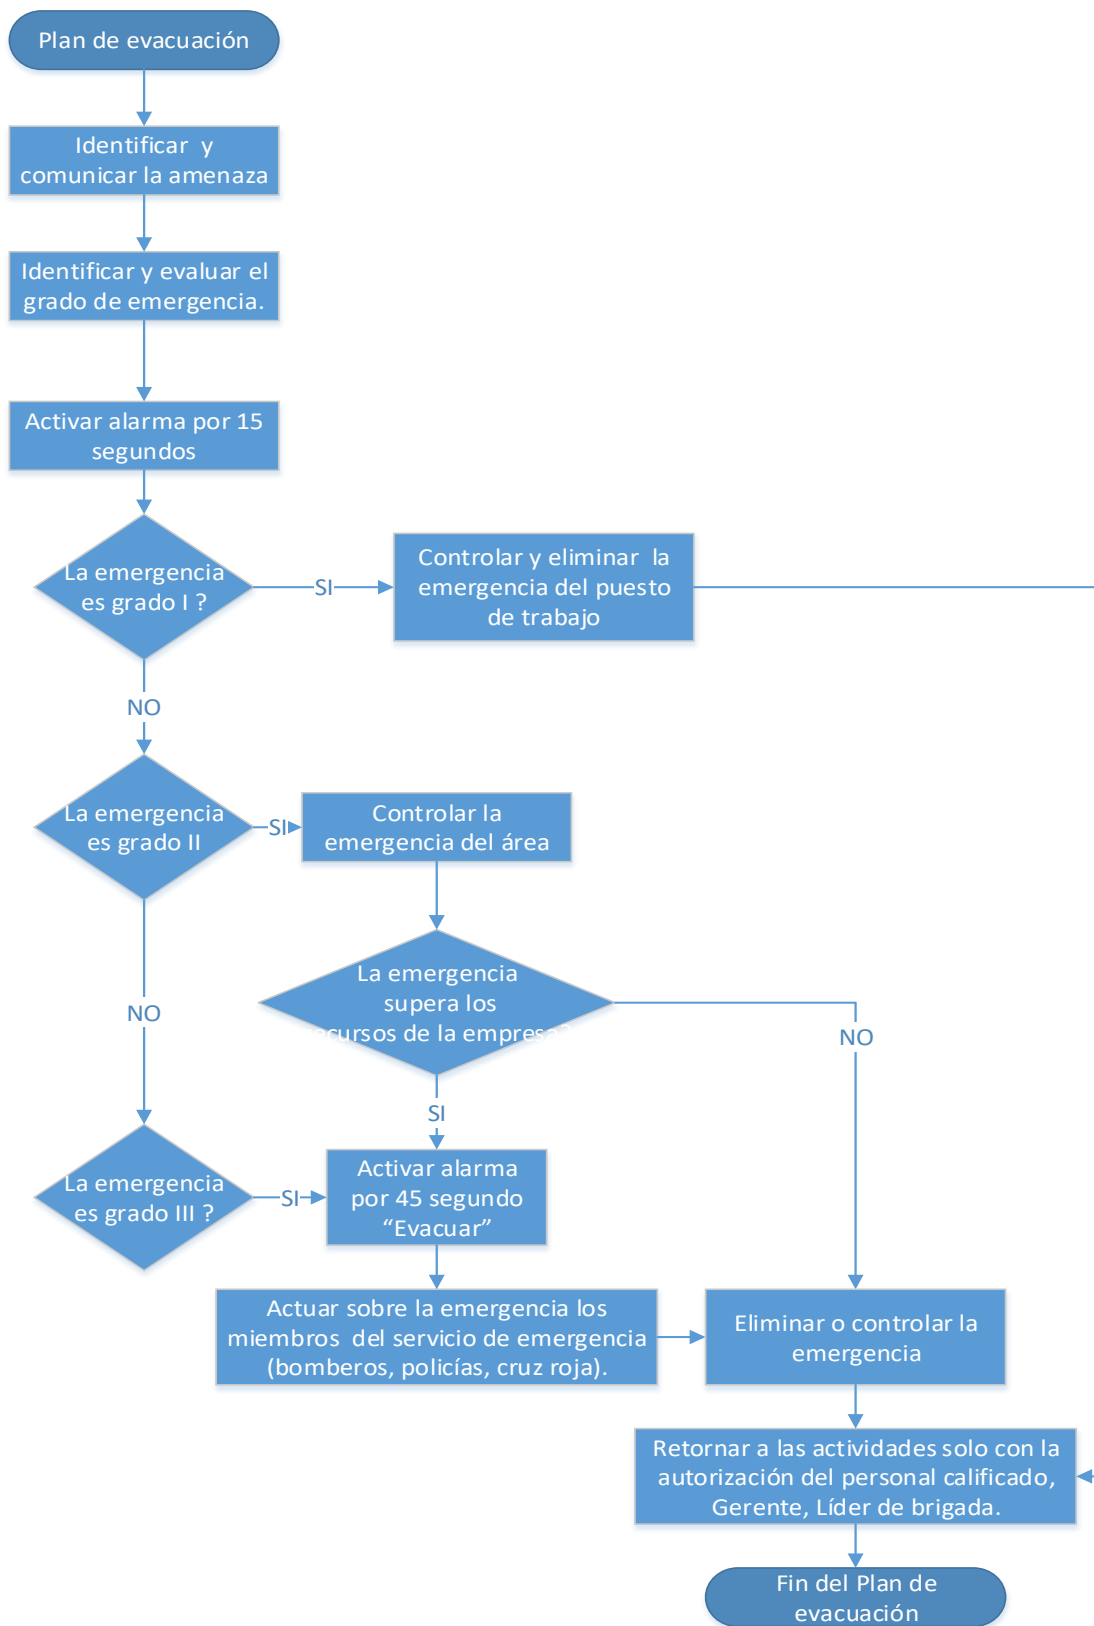 Plan de evacuación
Identificar y
comunicar la amenaza
Identificar y evaluar el
grado de emergencia.
Activar alarma por 15
segundos
La emergencia
es grado I ?
SI
Controlar y eliminar la
emergencia del puesto
de trabajo
NO
La emergencia
es grado II
SI
Controlar la
emergencia del área
La emergencia
supera los
recursos de la empresa?
NO
NO
SI
La emergencia
es grado III ?
SI
Activar alarma
por 45 segundo
“Evacuar”
Actuar sobre la emergencia los
miembros del servicio de emergencia
(bomberos, policías, cruz roja).
Eliminar o controlar la
emergencia
Retornar a las actividades solo con la
autorización del personal calificado,
Gerente, Líder de brigada.
Fin del Plan de
evacuación